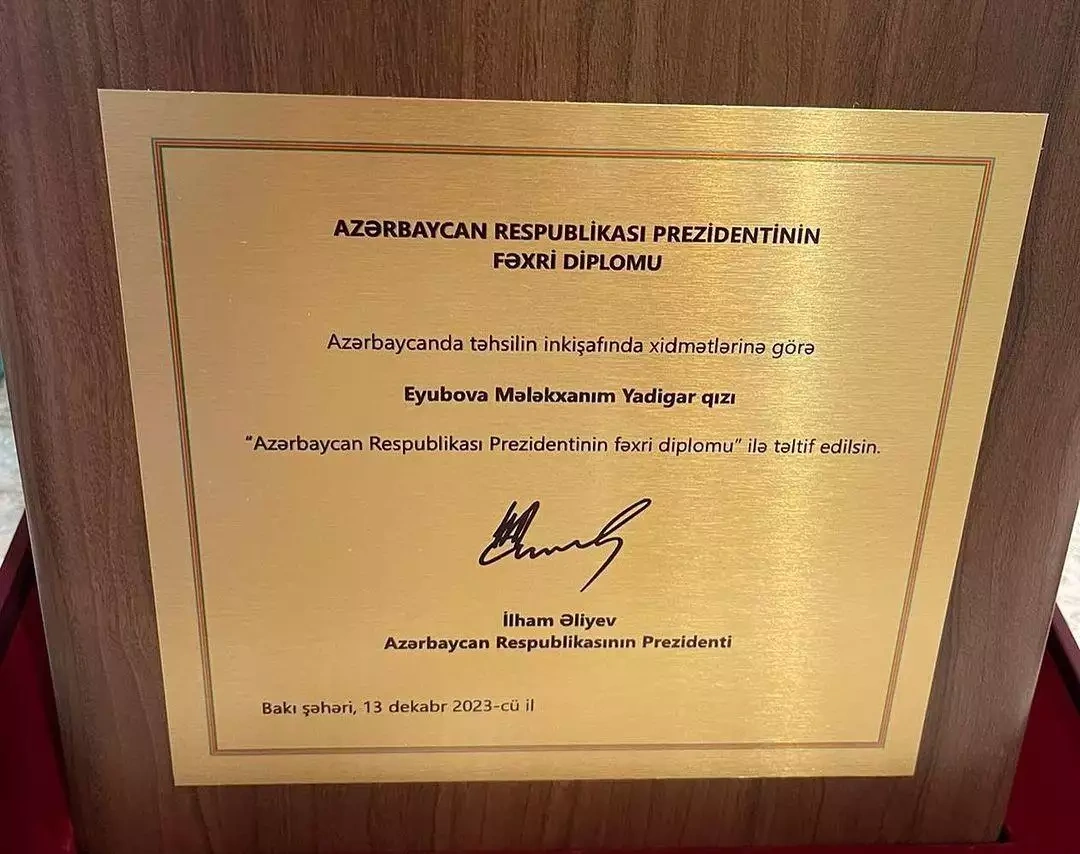 AZƏRBAYCAN RESPUBLİKASI PREZİDENTİNİN
FƏXRİ DİPLOMU
Azərbaycanda təhsilin inkişafında xidmətlərinə görə
Eyubova Mələkxanım Yadigar qızı
“Azərbaycan Respublikası Prezidentinin fəxri diplomu” ilə təltif edilsin.
İlham Əliyev
Azərbaycan Respublikasının Prezidenti
Bakı şəhəri, 13 dekabr 2023-cü il